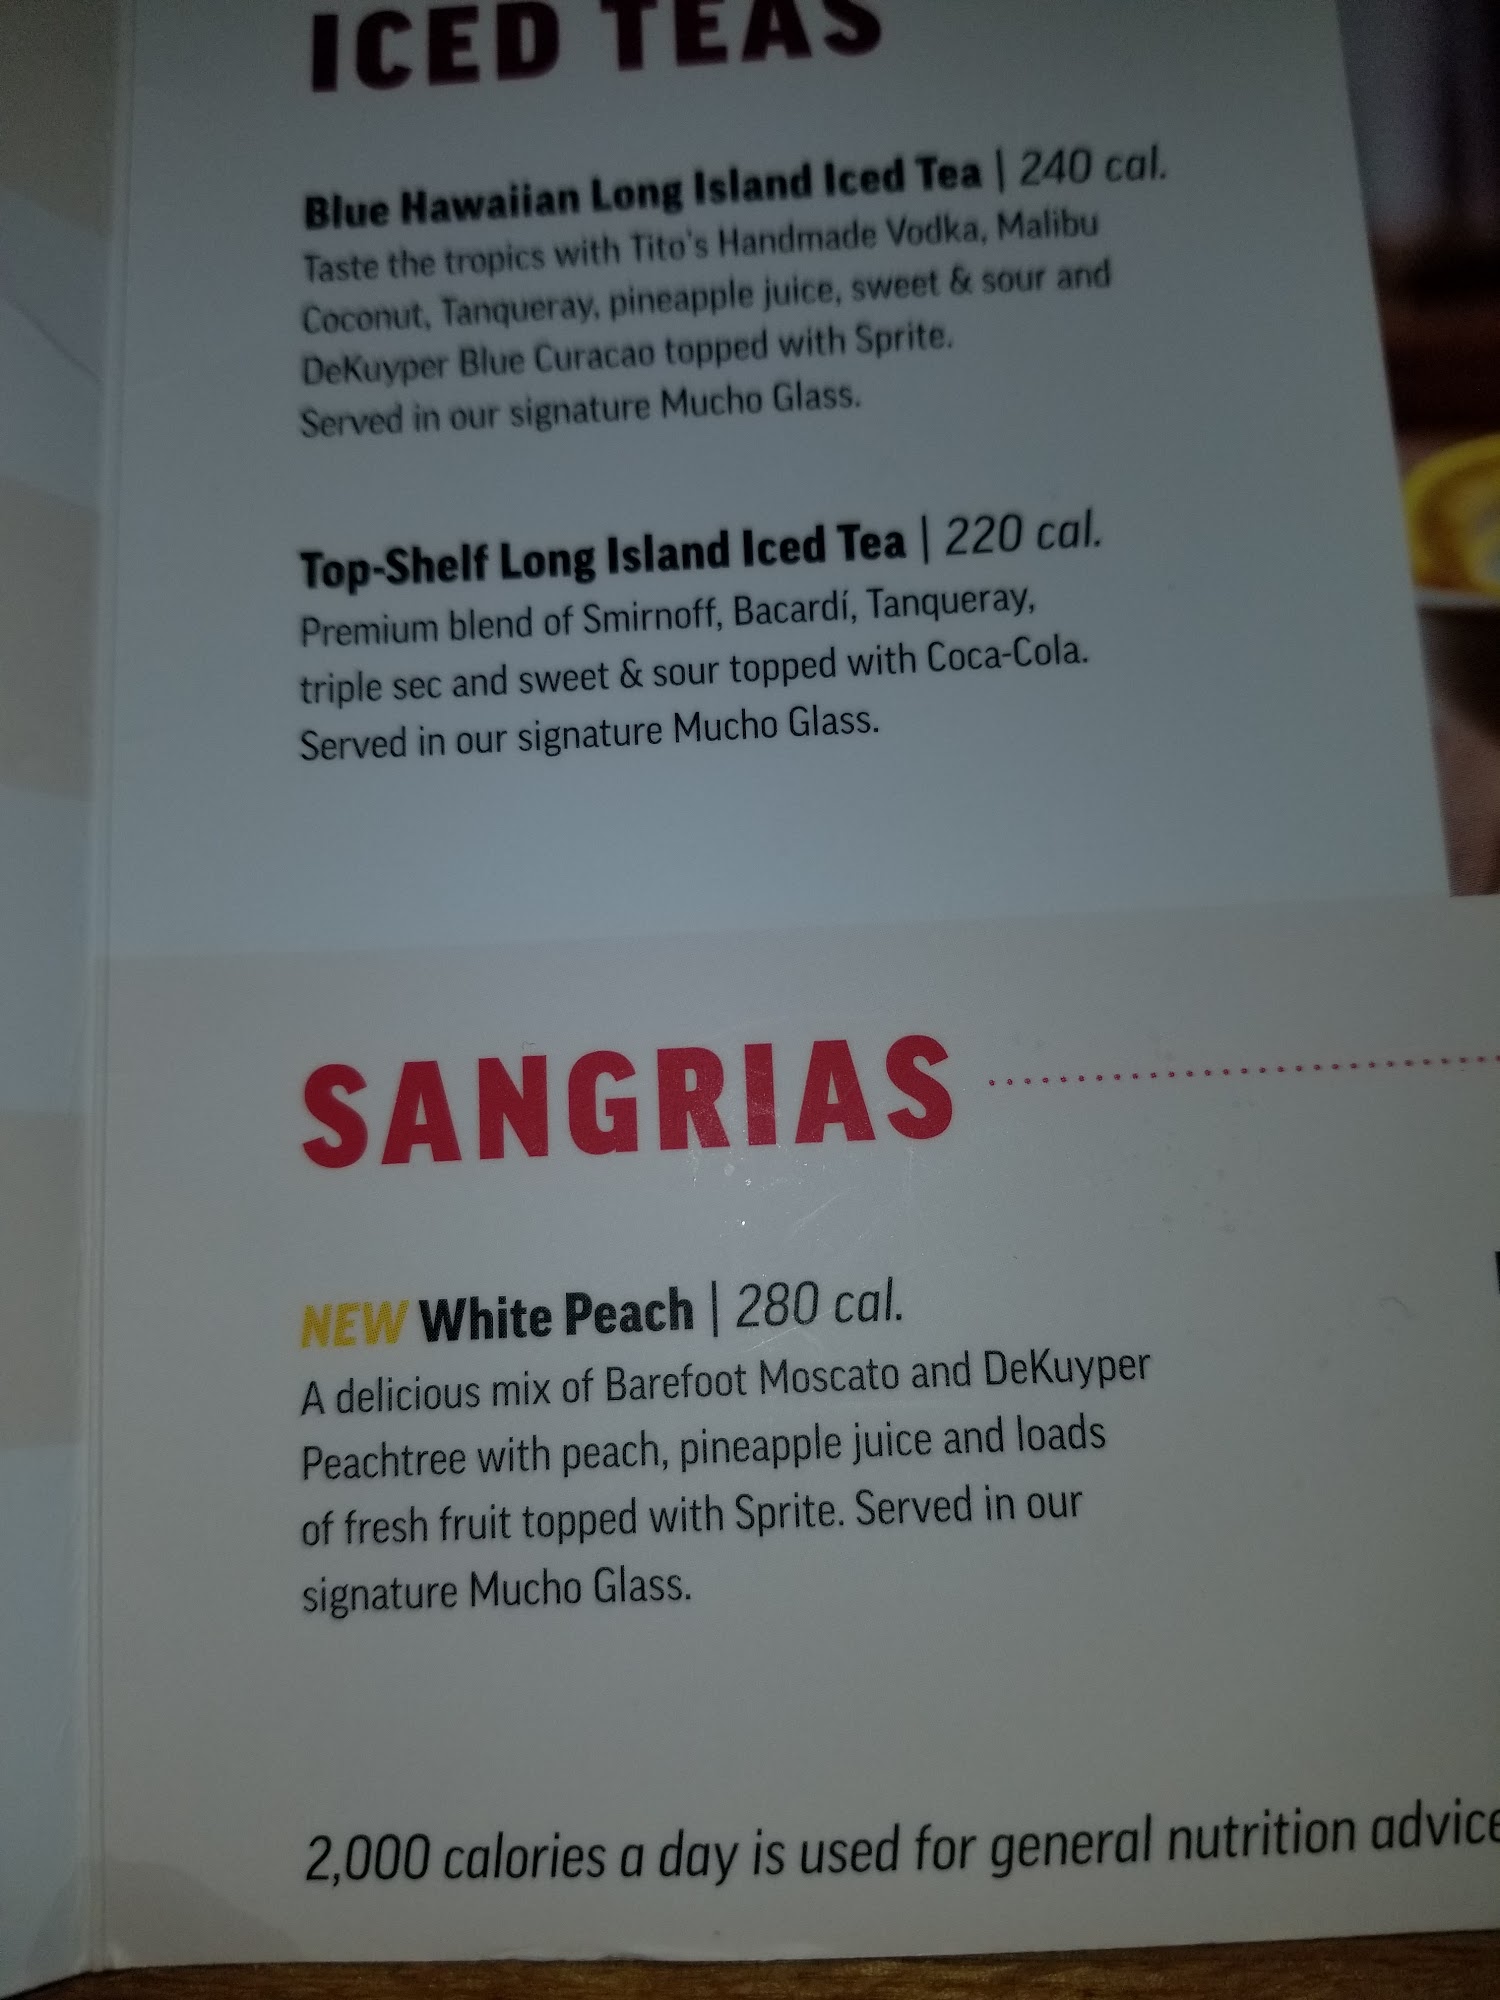 ICED TEAS
Blue Hawaiian Long Island Iced Tea | 240 cal.
Taste the tropics with Tito's Handmade Vodka, Malibu
Coconut, Tanqueray, pineapple juice, sweet & sour and
DeKuyper Blue Curacao topped with Sprite.
Served in our signature Mucho Glass.
Top-Shelf Long Island Iced Tea | 220 cal.
Premium blend of Smirnoff, Bacardí, Tanqueray,
triple sec and sweet & sour topped with Coca-Cola.
Served in our signature Mucho Glass.
SANGRIAS
NEW White Peach | 280 cal.
A delicious mix of Barefoot Moscato and DeKuyper
Peachtree with peach, pineapple juice and loads
of fresh fruit topped with Sprite. Served in our
signature Mucho Glass.
2,000 calories a day is used for general nutrition advice